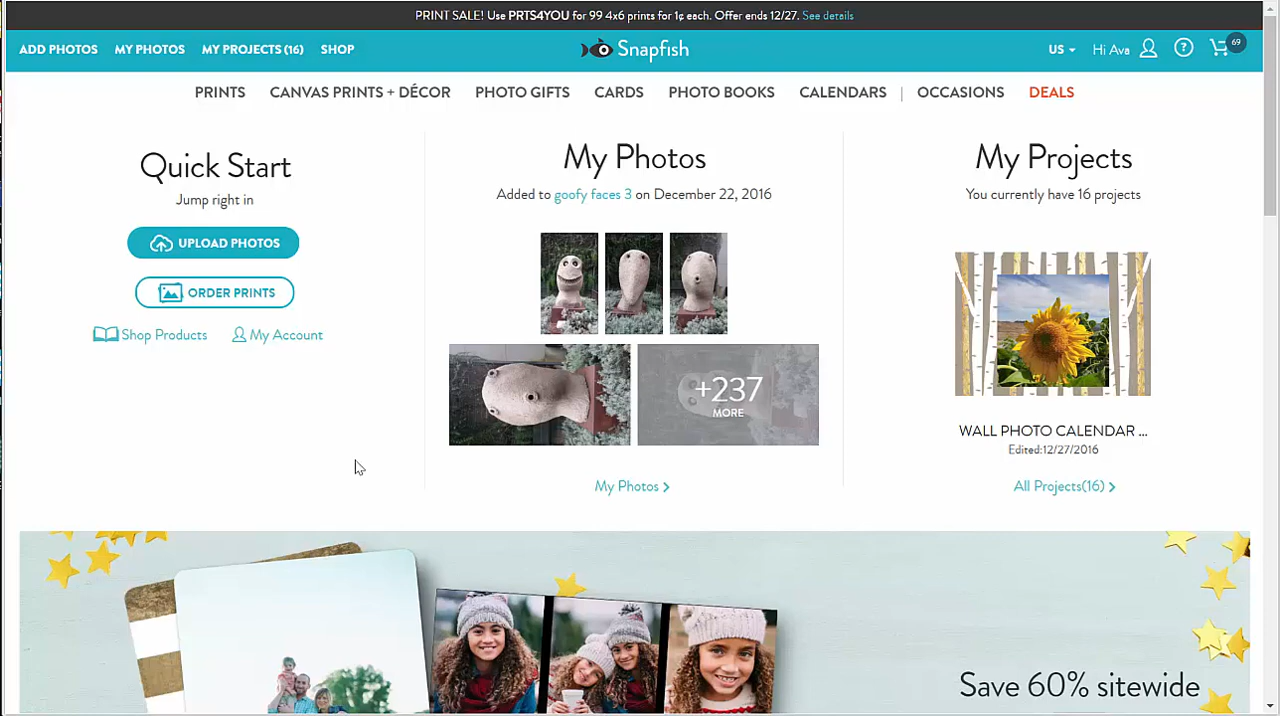 PRINT SALE! Use PRTS4YOU for 99 4x6 prints for 1¢ each. Offer ends 12/27. See details
ADD PHOTOS MY PHOTOS MY PROJECTS (16) SHOP Snapfish US Hi Ava ? 69
PRINTS CANVAS PRINTS + DÉCOR PHOTO GIFTS CARDS PHOTO BOOKS CALENDARS | OCCASIONS DEALS
Quick Start
Jump right in
UPLOAD PHOTOS
ORDER PRINTS
Shop Products My Account
My Photos
Added to goofy faces 3 on December 22, 2016
+237
MORE
My Photos >
My Projects
You currently have 16 projects
WALL PHOTO CALENDAR ...
Edited:12/27/2016
All Projects(16) >
Save 60% sitewide